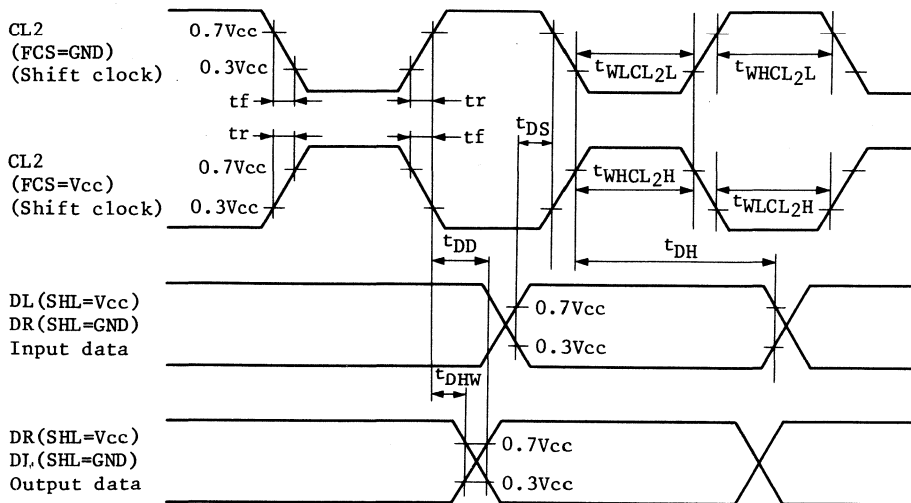 CL2
(FCS=GND)
(Shift clock)
0.7Vcc
0.3Vcc
tf
tr
tWLCL2L
tWHCL2L
tDS
CL2
(FCS=Vcc)
(Shift clock)
tr
tf
0.7Vcc
0.3Vcc
tWHCL2H
tWLCL2H
tDD
tDH
DL(SHL=Vcc)
DR(SHL=GND)
Input data
0.7Vcc
0.3Vcc
tDHW
DR(SHL=Vcc)
DL(SHL=GND)
Output data
0.7Vcc
0.3Vcc